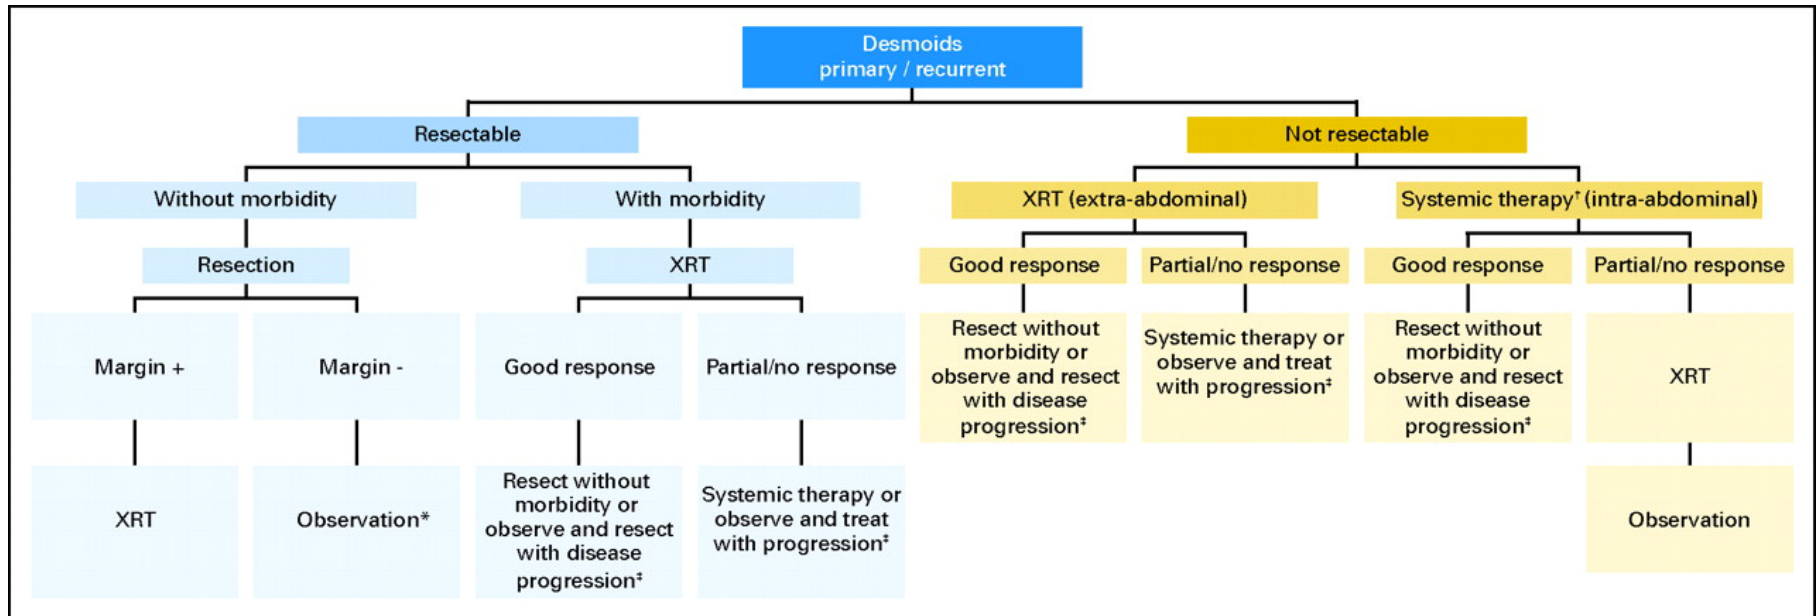 Desmoids
primary / recurrent
Resectable
Not resectable
Without morbidity
With morbidity
XRT (extra-abdominal)
Systemic therapy† (intra-abdominal)
Resection
XRT
Good response
Partial/no response
Good response
Partial/no response
Margin +
Margin -
Good response
Partial/no response
Resect without
morbidity or
observe and resect
with disease
progression‡
Systemic therapy or
observe and treat
with progression‡
Resect without
morbidity or
observe and resect
with disease
progression‡
XRT
XRT
Observation*
Resect without
morbidity or
observe and resect
with disease
progression‡
Systemic therapy or
observe and treat
with progression‡
Observation